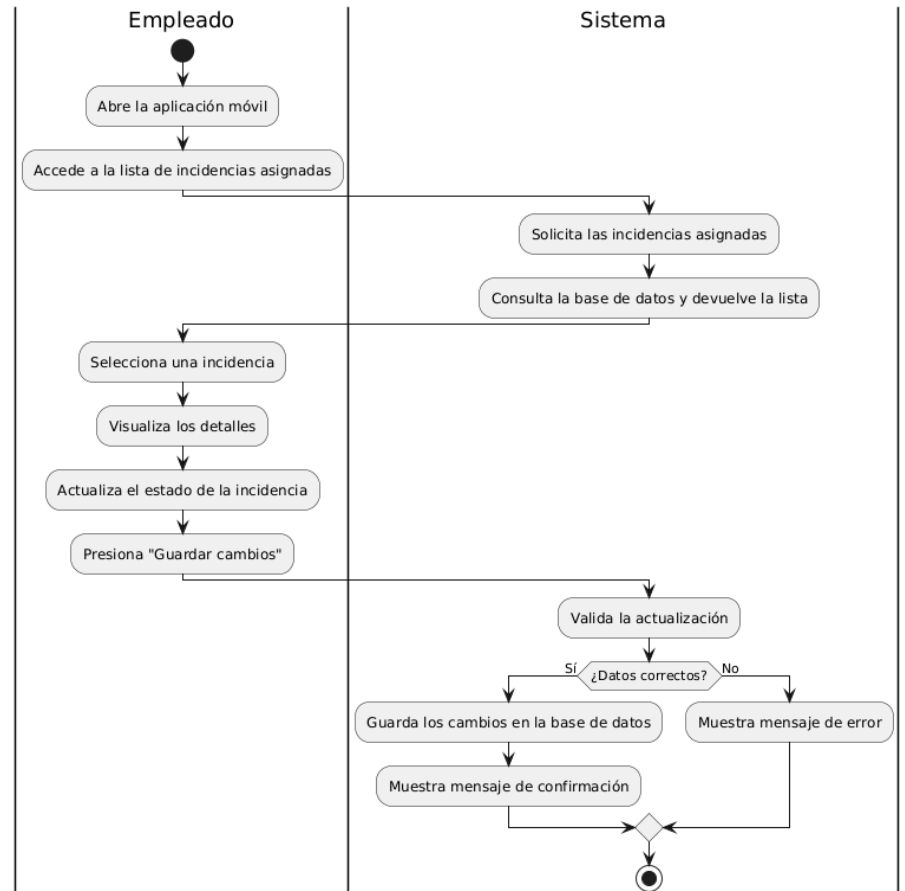 Empleado
Sistema
Abre la aplicación móvil
Accede a la lista de incidencias asignadas
Solicita las incidencias asignadas
Consulta la base de datos y devuelve la lista
Selecciona una incidencia
Visualiza los detalles
Actualiza el estado de la incidencia
Presiona "Guardar cambios"
Valida la actualización
Sí
¿Datos correctos?
No
Guarda los cambios en la base de datos
Muestra mensaje de error
Muestra mensaje de confirmación